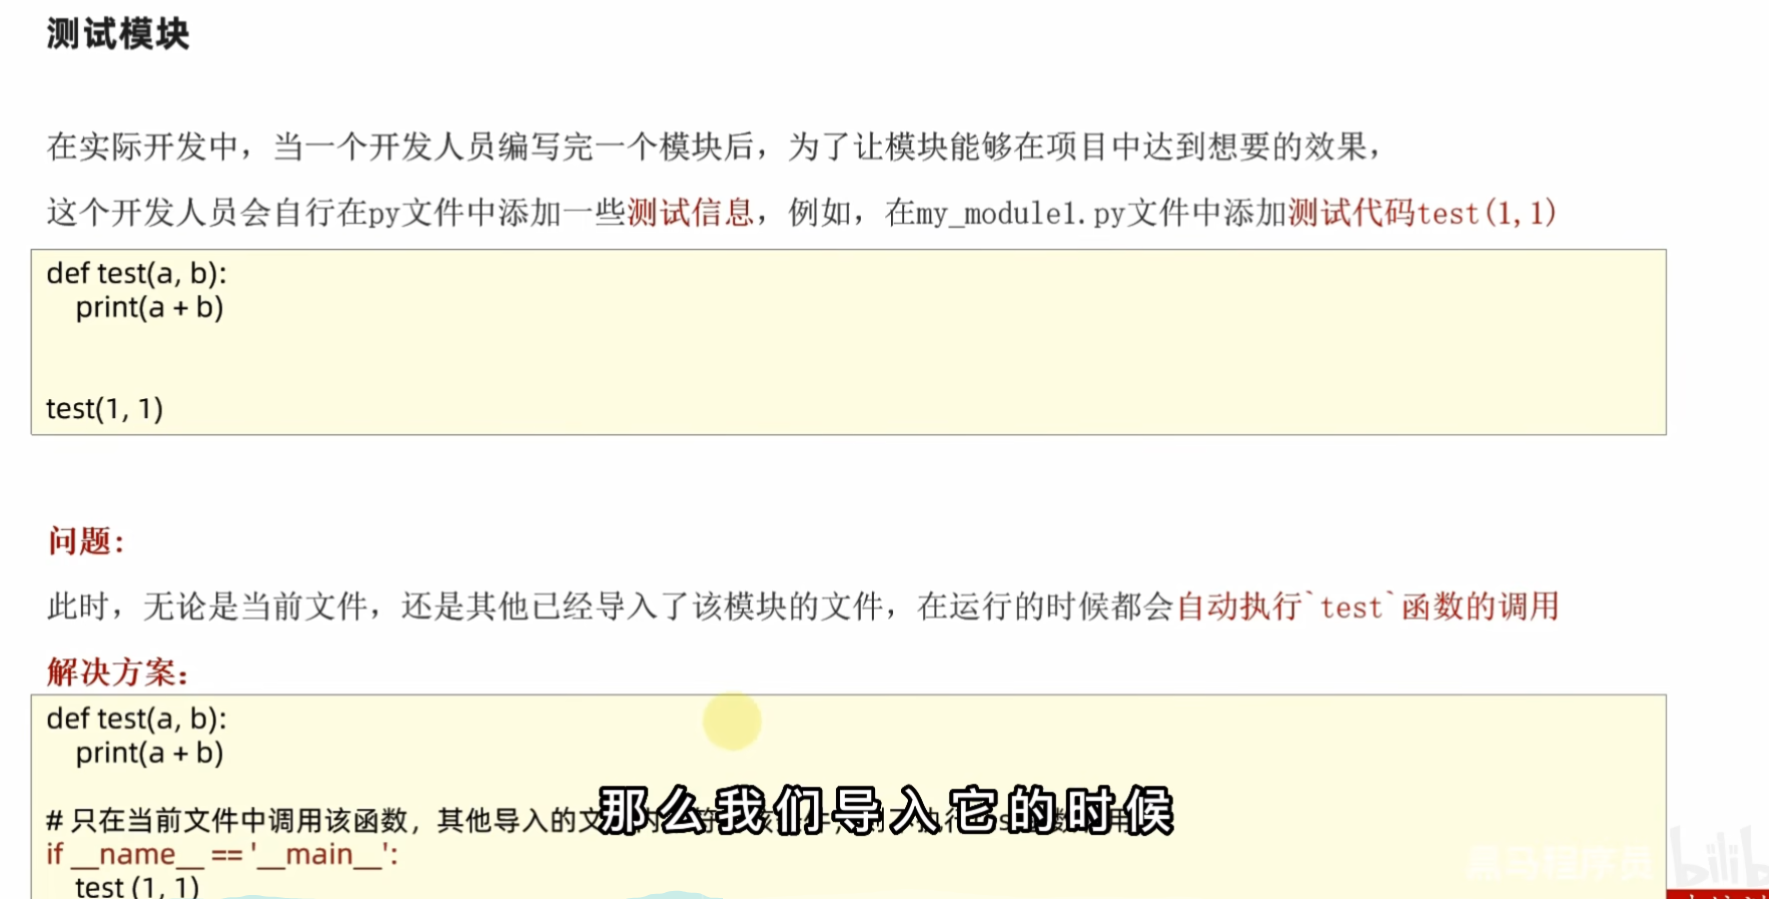 测试模块
在实际开发中，当一个开发人员编写完一个模块后，为了让模块能够在项目中达到想要的效果，
这个开发人员会自行在py文件中添加一些测试信息，例如，在my_module1.py文件中添加测试代码test(1,1)
def test(a, b):
    print(a + b)
test(1, 1)
问题：
此时，无论是当前文件，还是其他已经导入了该模块的文件，在运行的时候都会自动执行`test`函数的调用
解决方案：
def test(a, b):
    print(a + b)
# 只在当前文件中调用该函数，其他导入的文
那么我们导入它的时候
if __name__ == '__main__':
    test (1, 1)
黑马程序员 bilib